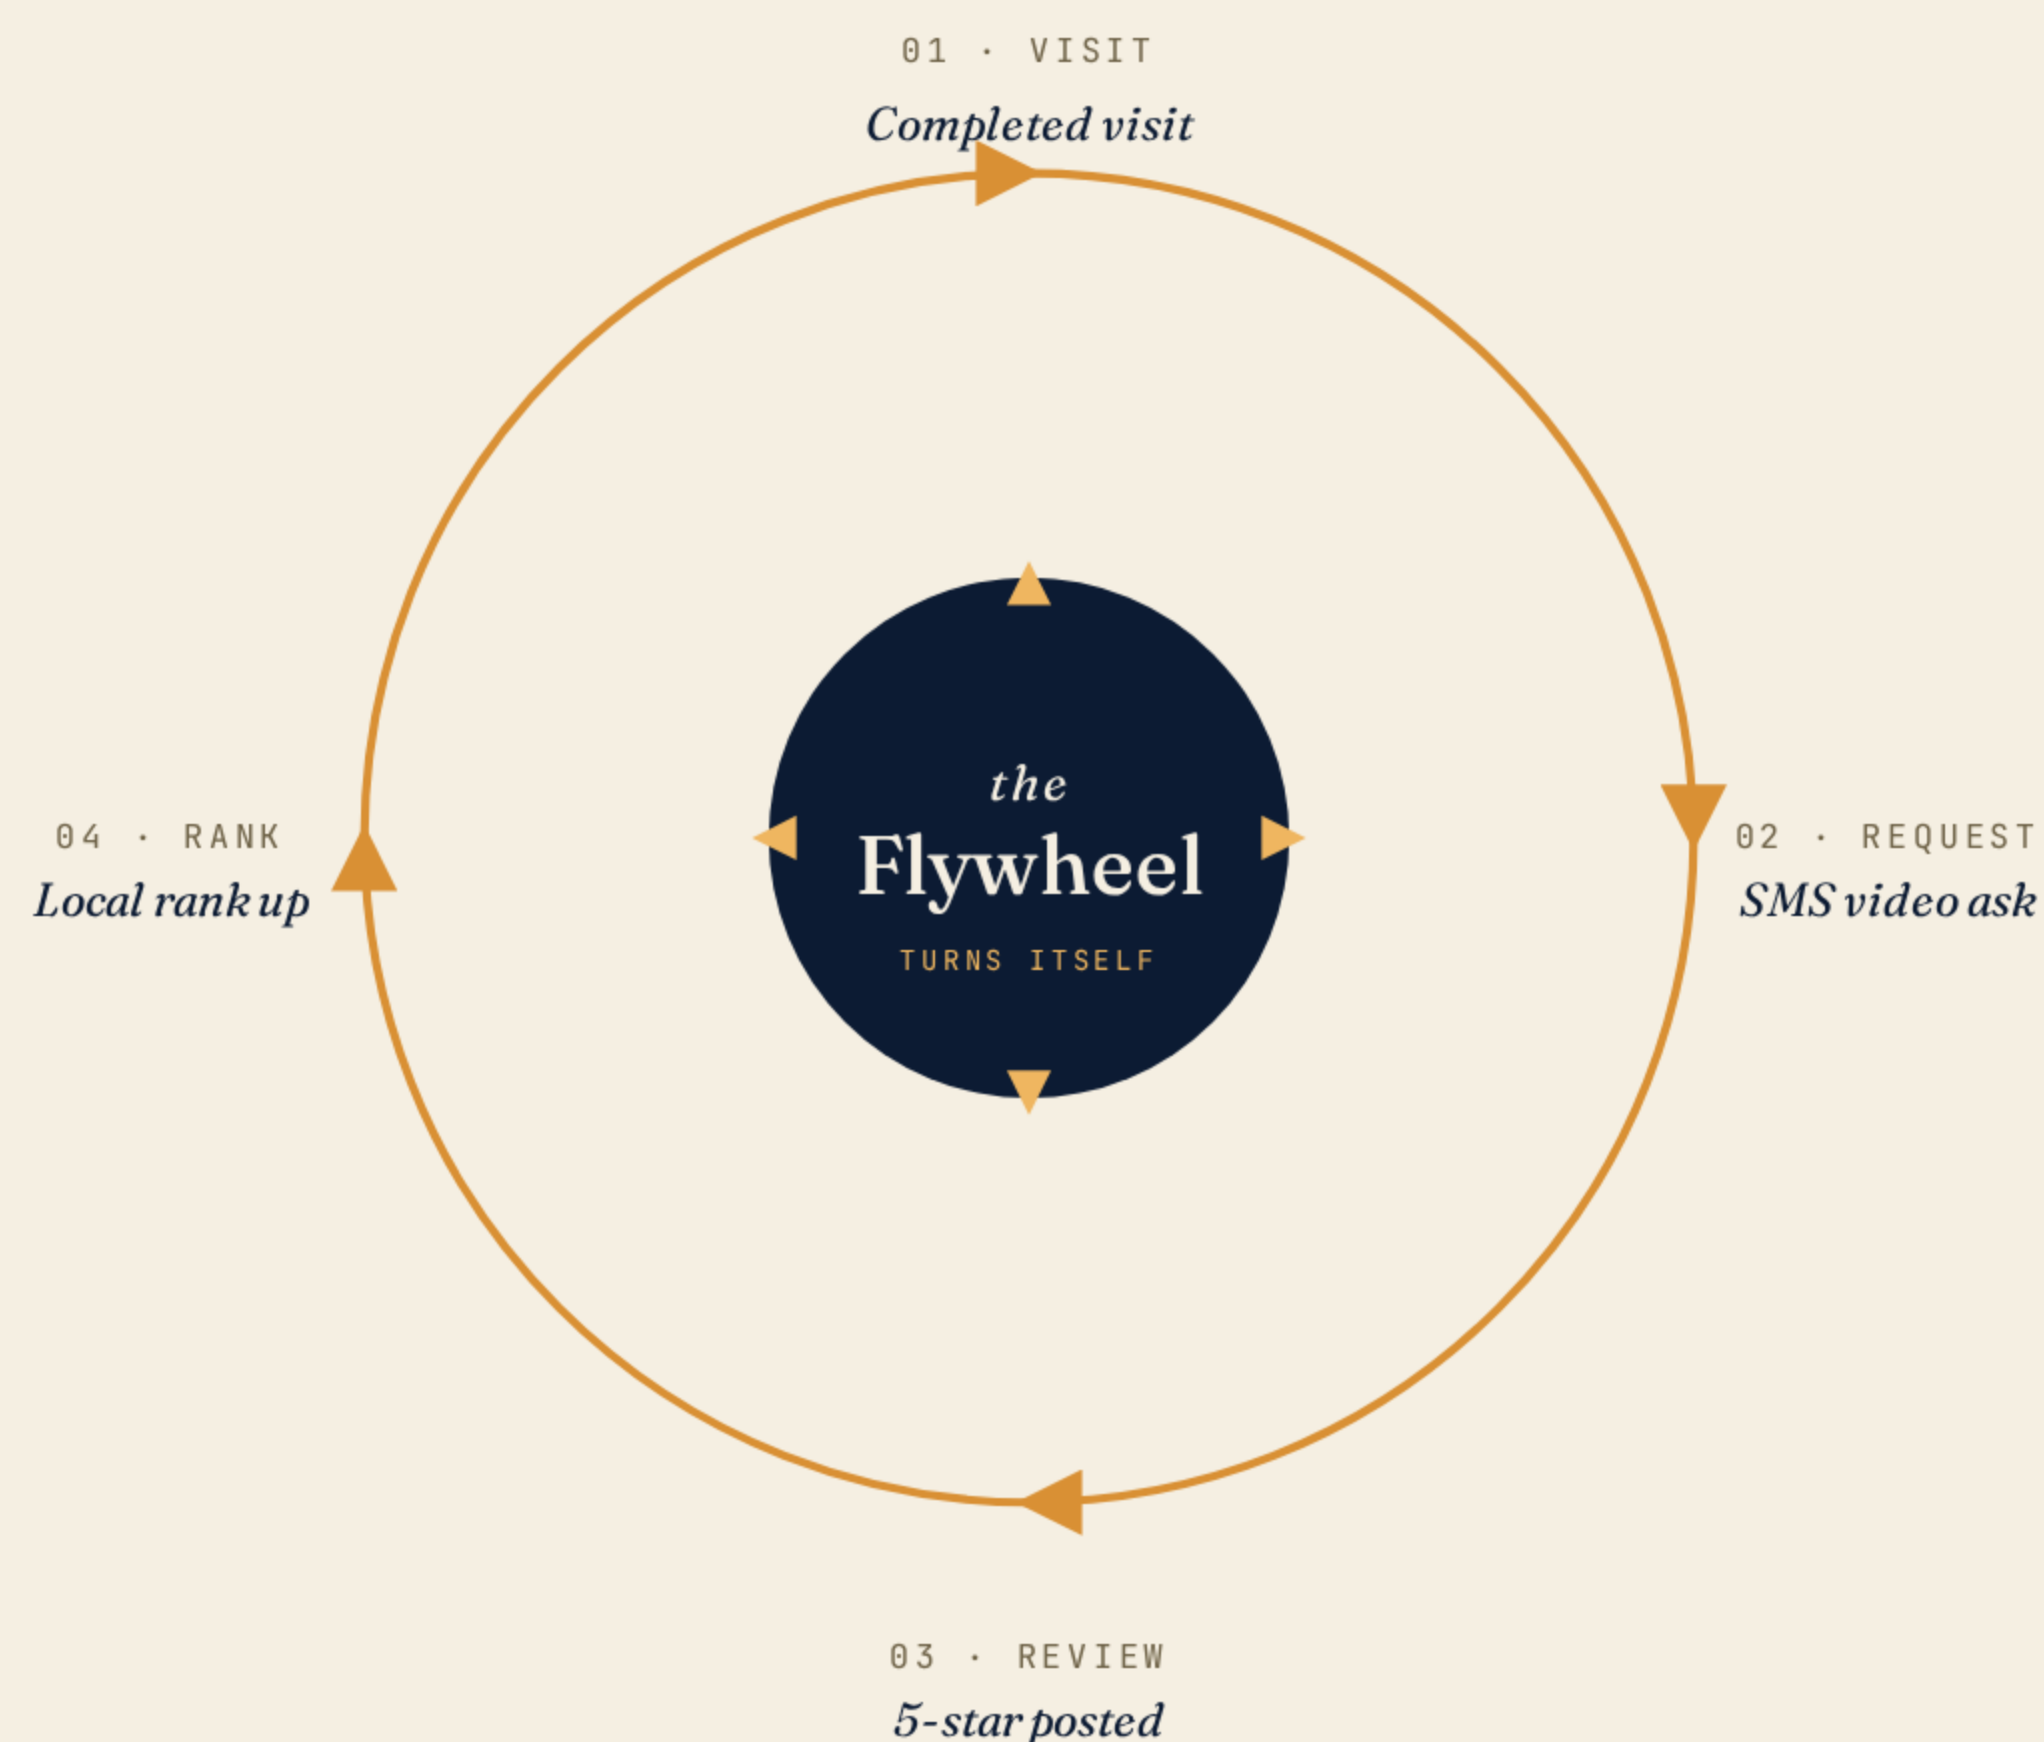 01 · VISIT
Completed visit
the
Flywheel
TURNS ITSELF
04 · RANK
Local rank up
02 · REQUEST
SMS video ask
03 · REVIEW
5-star posted